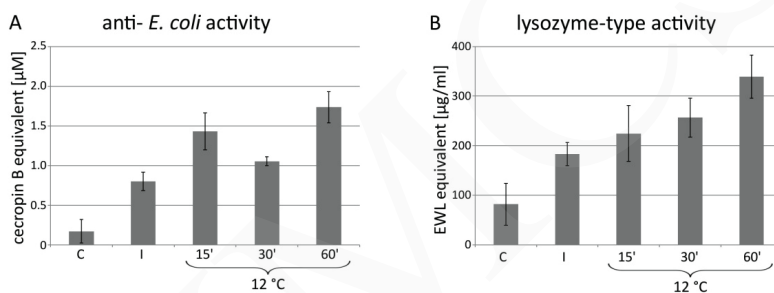 A
anti- E. coli activity
cecropin B equivalent [µM]
2.5
2.0
1.5
1.0
0.5
0
C I 15' 30' 60'
12 °C
B
lysozyme-type activity
EWL equivalent [µg/ml]
400
300
200
100
0
C I 15' 30' 60'
12 °C